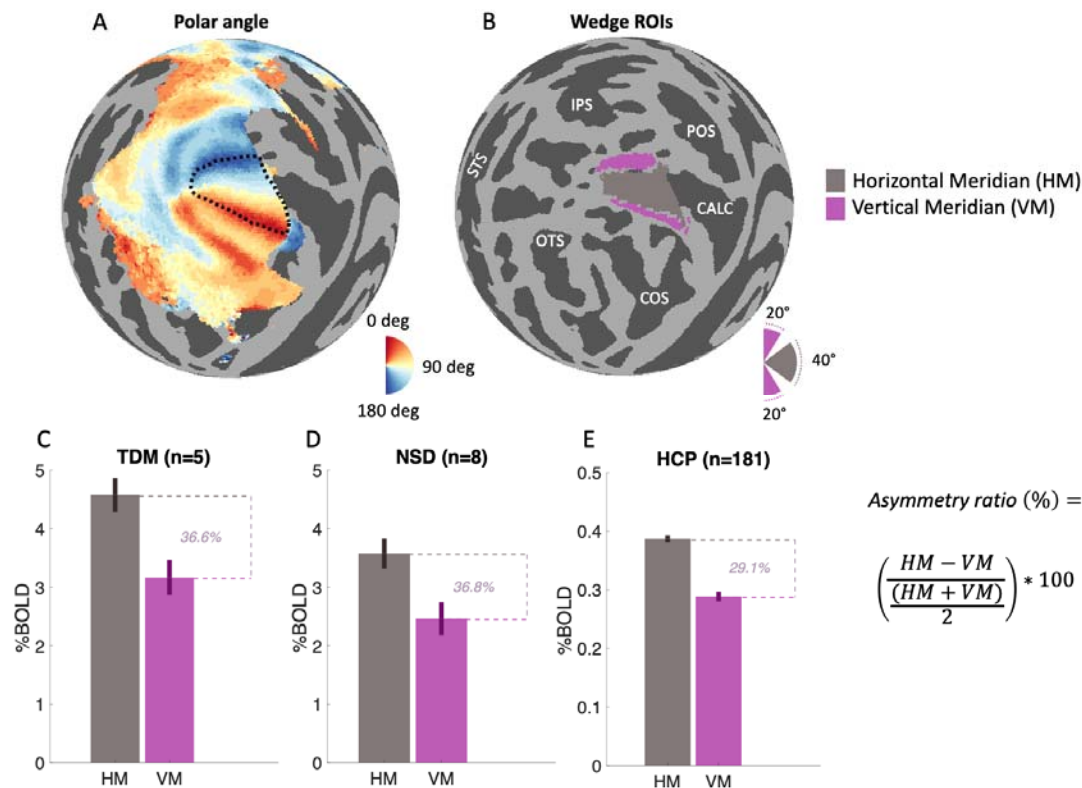 A
Polar angle
0 deg
90 deg
180 deg
B
Wedge ROIs
IPS
POS
STS
CALC
OTS
COS
20°
40°
20°
Horizontal Meridian (HM)
Vertical Meridian (VM)
C
TDM (n=5)
%BOLD
5
4
3
2
1
0
36.6%
HM VM
D
NSD (n=8)
%BOLD
5
4
3
2
1
0
36.8%
HM VM
E
HCP (n=181)
%BOLD
0.5
0.4
0.3
0.2
0.1
0.0
29.1%
HM VM
Asymmetry ratio (%) =
(HM − VM
(HM + VM)
2) * 100